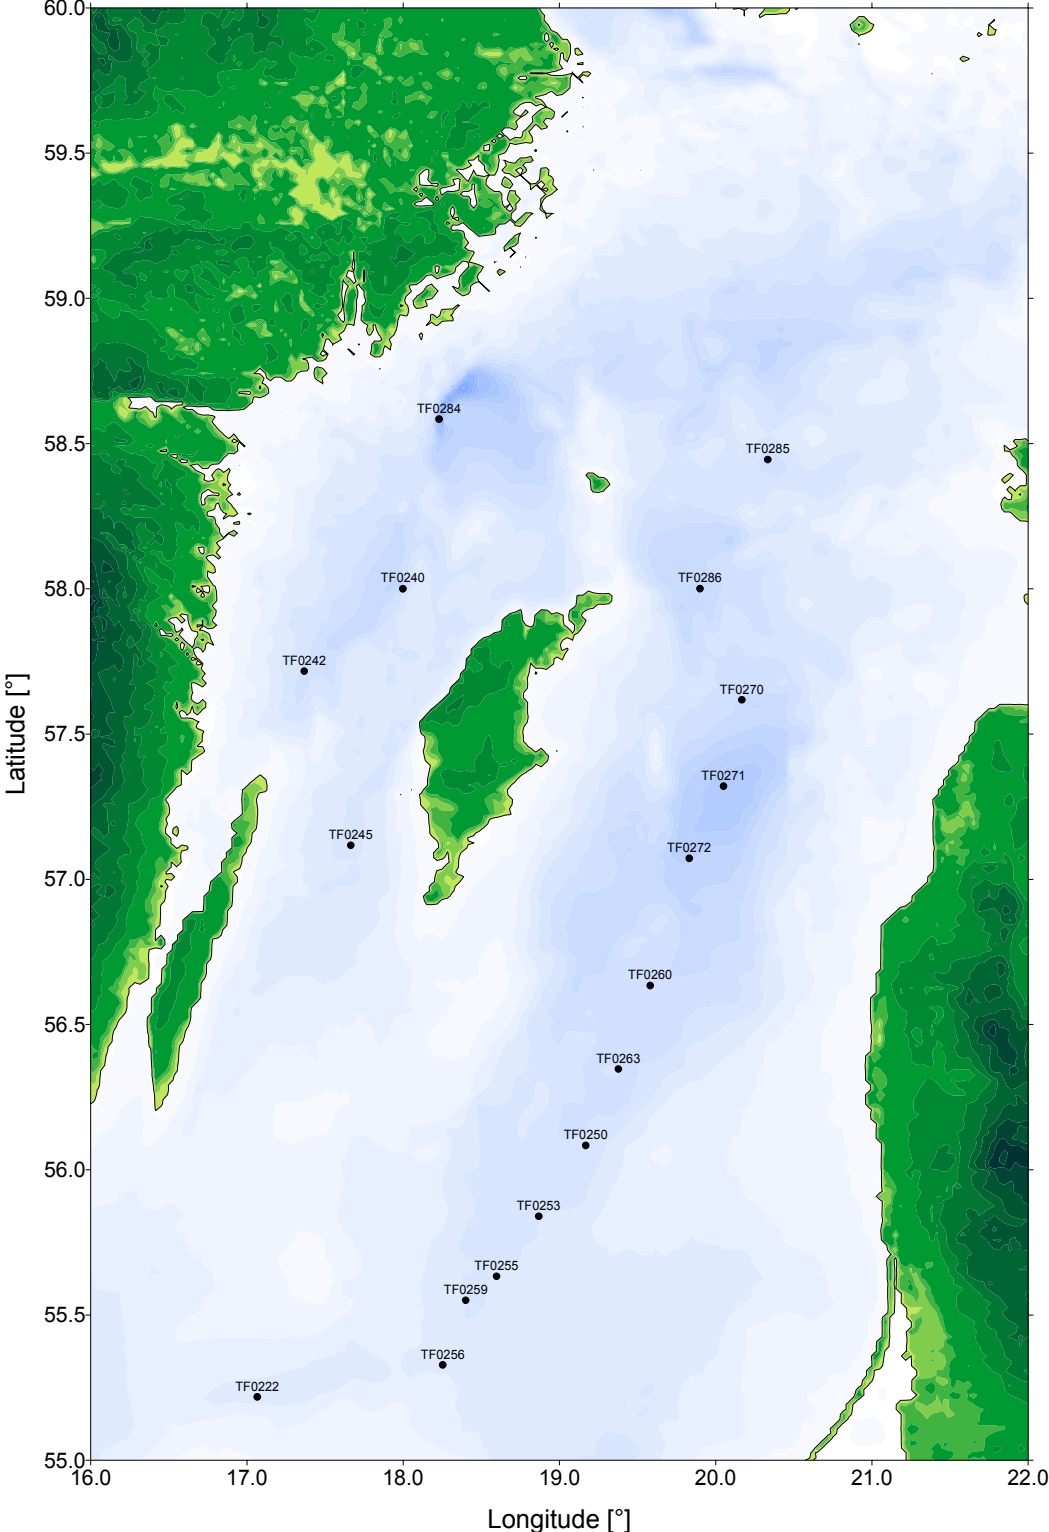 60.0
59.5
59.0
TF0284
58.5
TF0285
TF0240
TF0286
58.0
TF0242
TF0270
Latitude [°]
57.5
TF0271
TF0245
TF0272
57.0
TF0260
56.5
TF0263
TF0250
56.0
TF0253
TF0255
TF0259
55.5
TF0256
TF0222
55.0
16.0 17.0 18.0 19.0 20.0 21.0 22.0
Longitude [°]